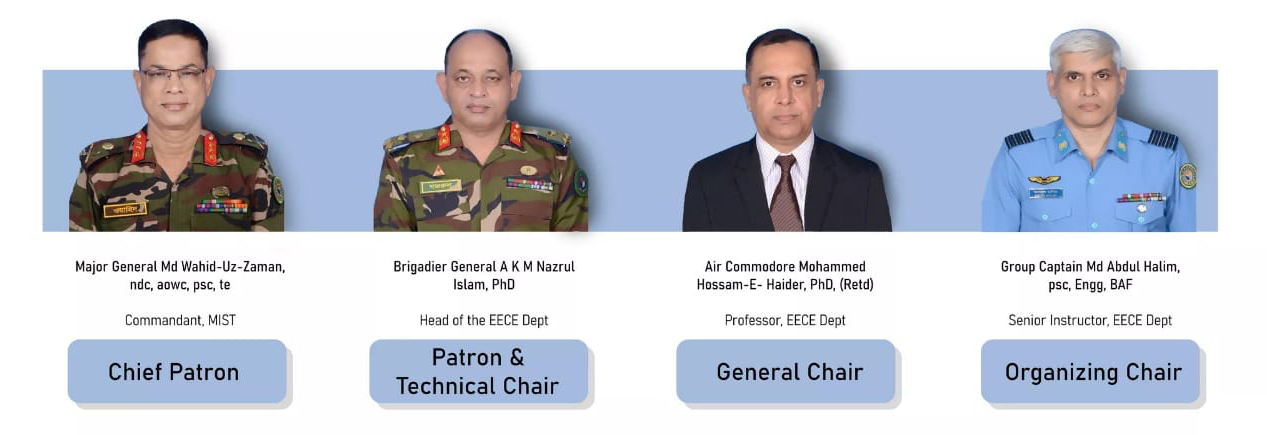 ওয়াহিদ
নজরুল
Major General Md Wahid-Uz-Zaman,
ndc, aowc, psc, te
Commandant, MIST
Chief Patron
Brigadier General A K M Nazrul
Islam, PhD
Head of the EECE Dept
Patron &
Technical Chair
Air Commodore Mohammed
Hossam-E- Haider, PhD, (Retd)
Professor, EECE Dept
General Chair
Group Captain Md Abdul Halim,
psc, Engg, BAF
Senior Instructor, EECE Dept
Organizing Chair